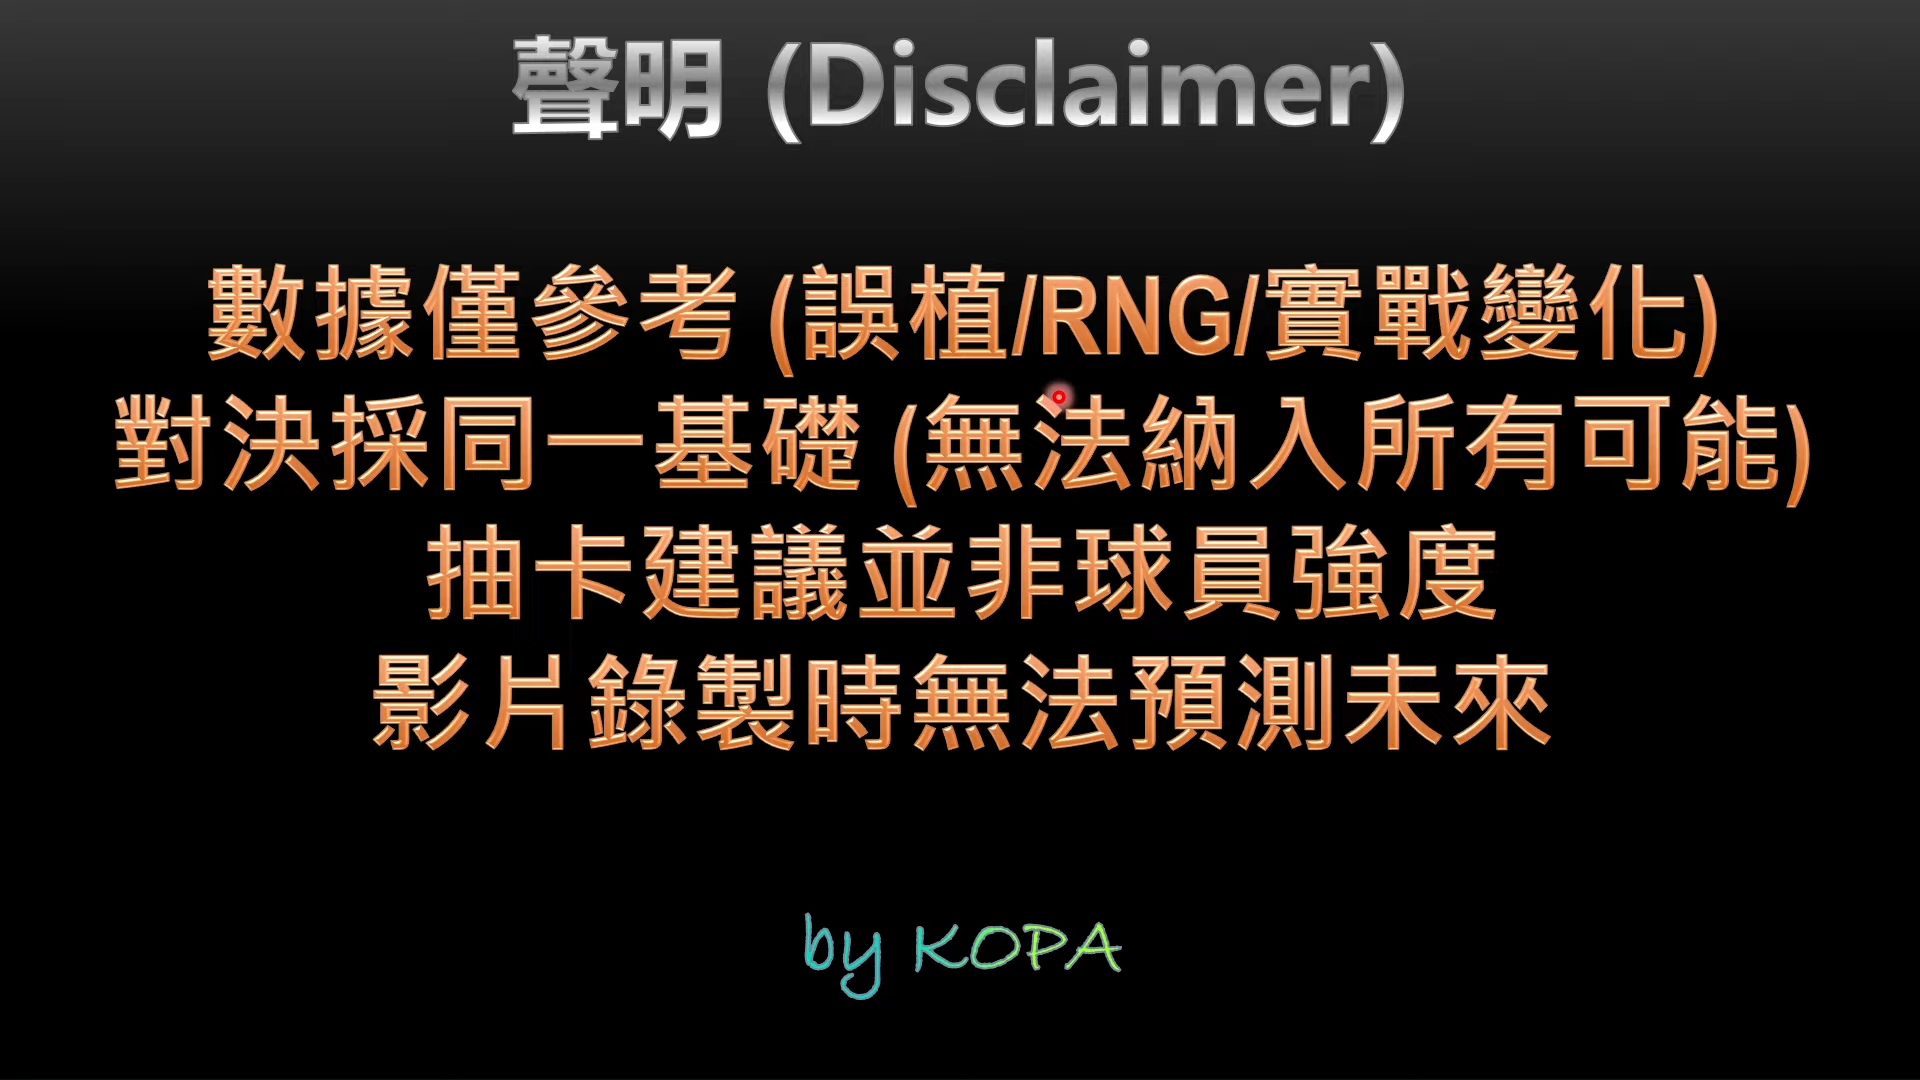 聲明 (Disclaimer)
數據僅參考 (誤植/RNG/實戰變化)
對決採同一基礎 (無法納入所有可能)
抽卡建議並非球員強度
影片錄製時無法預測未來
by KOPA